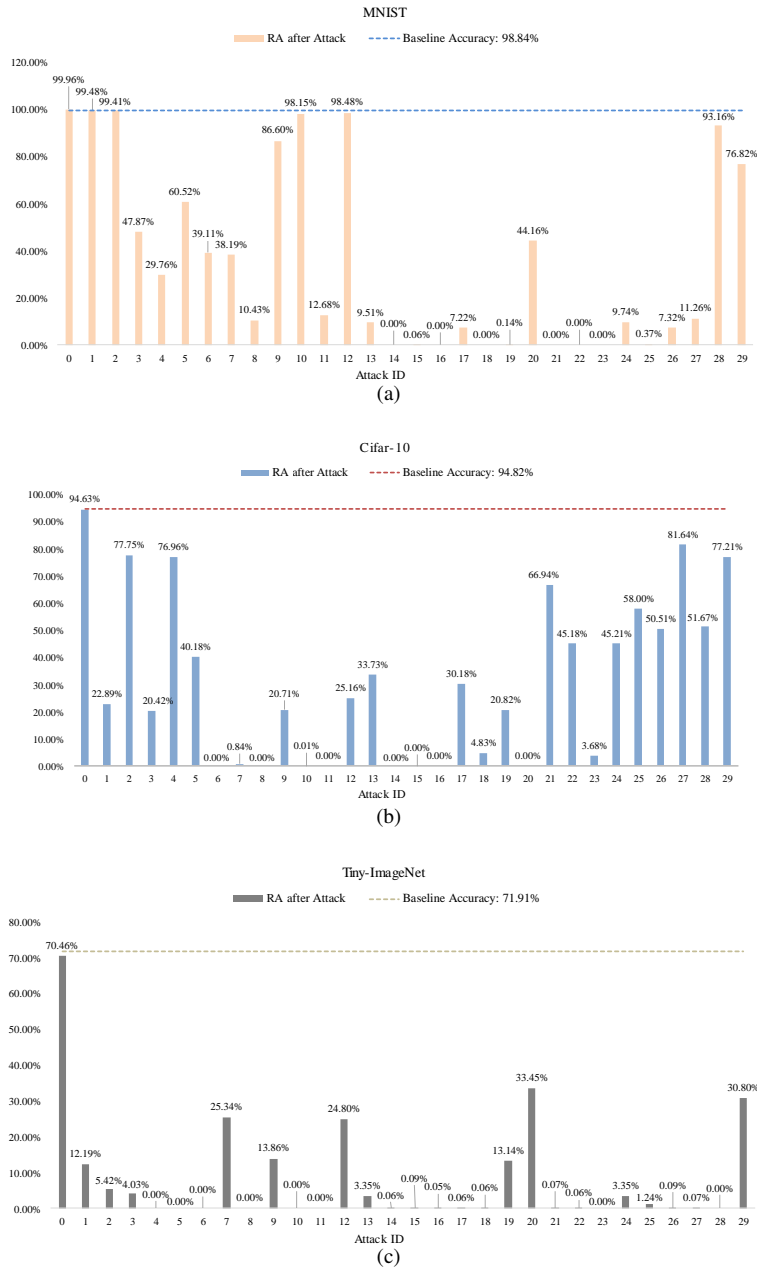 MNIST
RA after Attack Baseline Accuracy: 98.84%
120.00%
100.00%
80.00%
60.00%
40.00%
20.00%
0.00%
99.96% 99.48% 99.41% 47.87% 29.76% 60.52% 39.11% 38.19% 10.43% 86.60% 98.15% 12.68% 98.48% 9.51% 0.00% 0.06% 0.00% 7.22% 0.00% 0.14% 44.16% 0.00% 0.00% 0.00% 9.74% 0.37% 7.32% 11.26% 93.16% 76.82%
0 1 2 3 4 5 6 7 8 9 10 11 12 13 14 15 16 17 18 19 20 21 22 23 24 25 26 27 28 29
Attack ID
(a)
Cifar-10
RA after Attack Baseline Accuracy: 94.82%
100.00%
90.00%
80.00%
70.00%
60.00%
50.00%
40.00%
30.00%
20.00%
10.00%
0.00%
94.63% 22.89% 77.75% 20.42% 76.96% 40.18% 0.00% 0.84% 0.00% 20.71% 0.01% 0.00% 25.16% 33.73% 0.00% 0.00% 0.00% 30.18% 4.83% 20.82% 0.00% 66.94% 45.18% 3.68% 45.21% 58.00% 50.51% 81.64% 51.67% 77.21%
0 1 2 3 4 5 6 7 8 9 10 11 12 13 14 15 16 17 18 19 20 21 22 23 24 25 26 27 28 29
Attack ID
(b)
Tiny-ImageNet
RA after Attack Baseline Accuracy: 71.91%
80.00%
70.00%
60.00%
50.00%
40.00%
30.00%
20.00%
10.00%
0.00%
70.46% 12.19% 5.42% 4.03% 0.00% 0.00% 0.00% 25.34% 0.00% 13.86% 0.00% 0.00% 24.80% 3.35% 0.06% 0.09% 0.05% 0.06% 0.06% 13.14% 33.45% 0.07% 0.06% 0.00% 3.35% 1.24% 0.09% 0.07% 0.00% 30.80%
0 1 2 3 4 5 6 7 8 9 10 11 12 13 14 15 16 17 18 19 20 21 22 23 24 25 26 27 28 29
Attack ID
(c)